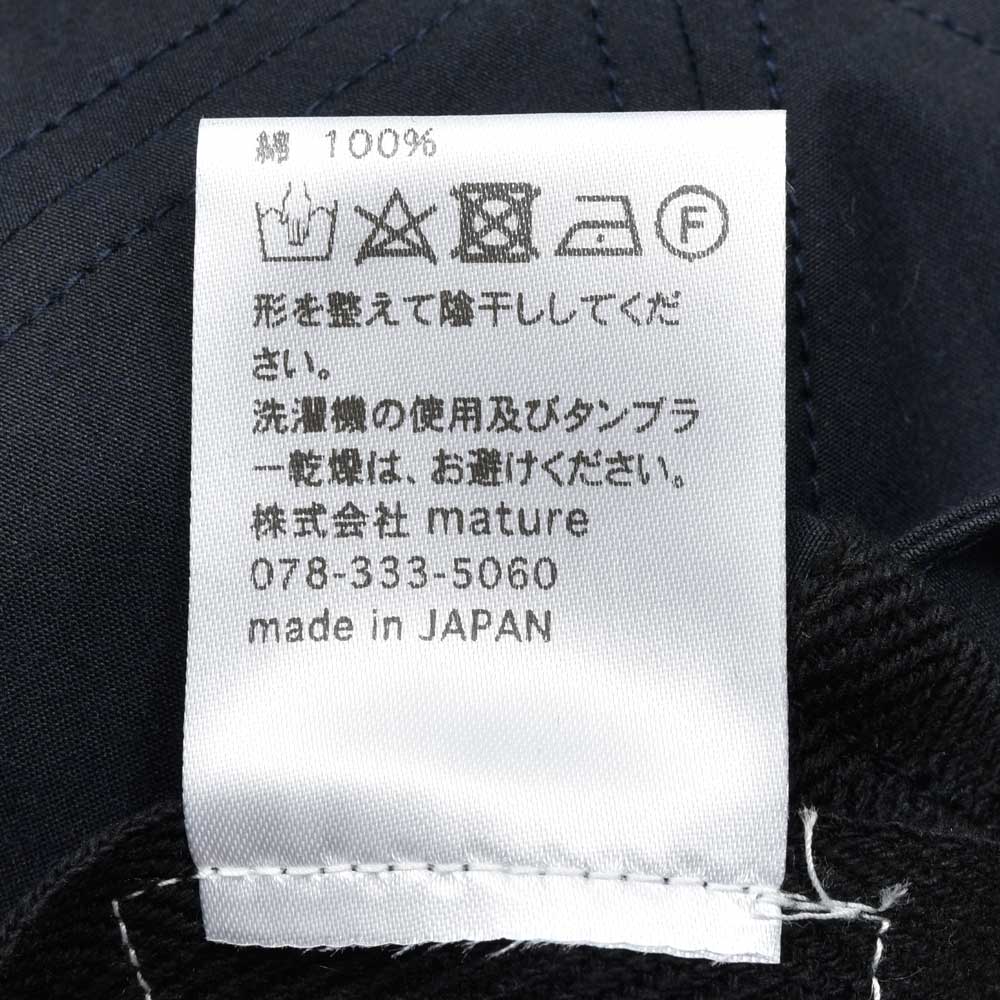 綿 100%
F
形を整えて陰干ししてくだ
さい。
洗濯機の使用及びタンブラ
ー乾燥は、お避けください。
株式会社 mature
078-333-5060
made in JAPAN